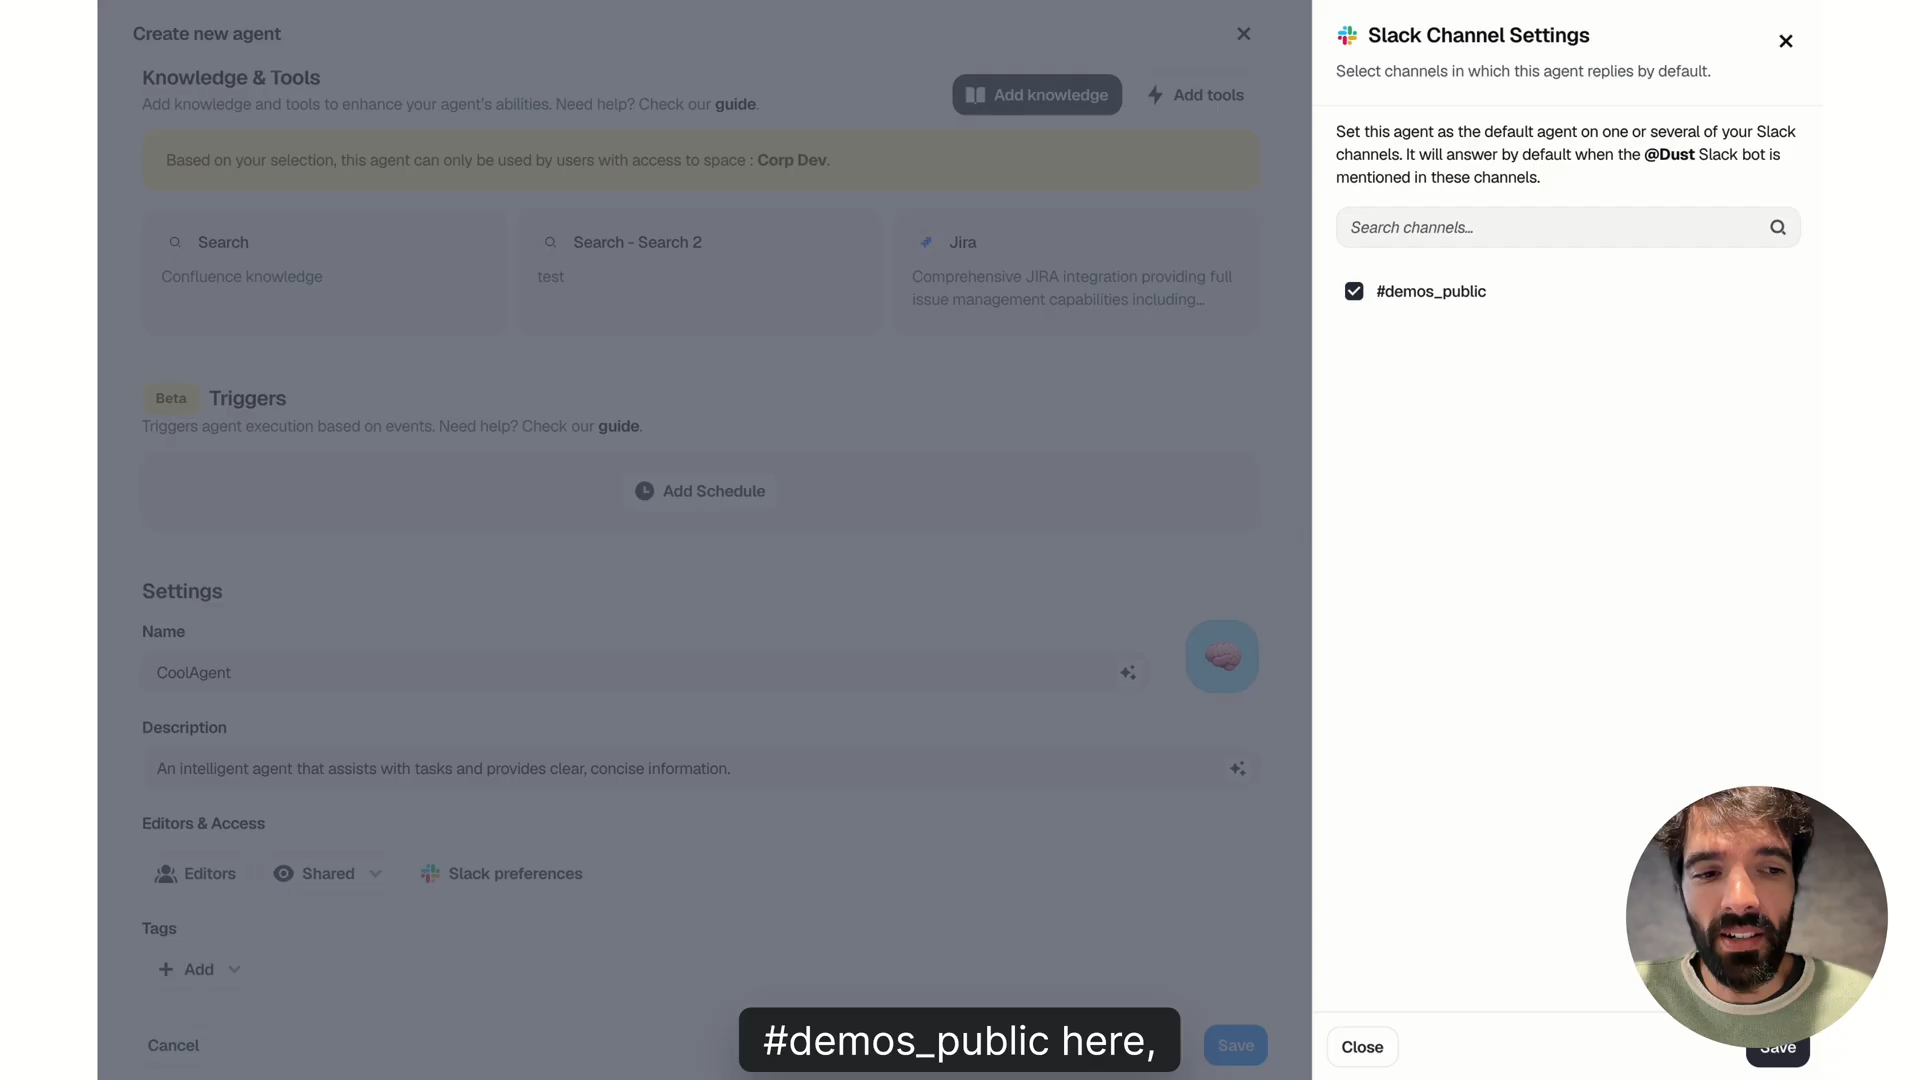 Create new agent
Knowledge & Tools
Add knowledge and tools to enhance your agent's abilities. Need help? Check our guide.
Add knowledge
Add tools
Based on your selection, this agent can only be used by users with access to space : Corp Dev.
Search
Confluence knowledge
Search - Search 2
test
Jira
Comprehensive JIRA integration providing full
issue management capabilities including...
Beta
Triggers
Triggers agent execution based on events. Need help? Check our guide.
Add Schedule
Settings
Name
CoolAgent
Description
An intelligent agent that assists with tasks and provides clear, concise information.
Editors & Access
Editors
Shared
Slack preferences
Tags
Add
Cancel
Save
Slack Channel Settings
Select channels in which this agent replies by default.
Set this agent as the default agent on one or several of your Slack
channels. It will answer by default when the @Dust Slack bot is
mentioned in these channels.
Search channels...
#demos_public
Close
Save
#demos_public here,